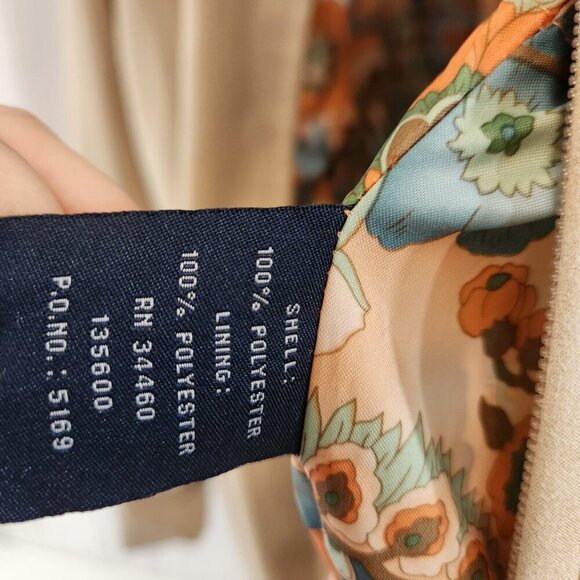 SHELL:
100% POLYESTER
LINING:
100% POLYESTER
RN 34460
135600
P.O.NO.: 5169